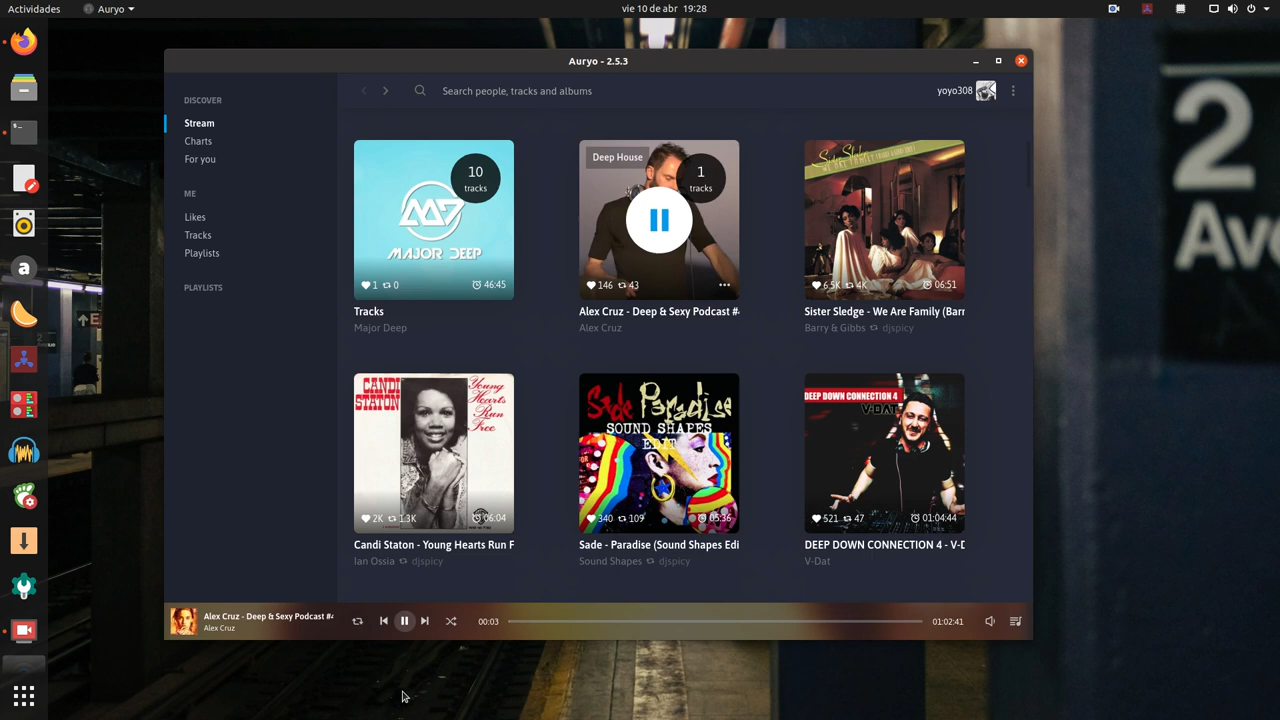 Actividades
Auryo
vie 10 de abr 19:28
Auryo - 2.5.3
DISCOVER
Stream
Charts
For you
ME
Likes
Tracks
Playlists
PLAYLISTS
Search people, tracks and albums
yoyo308
10
tracks
MAJOR DEEP
1 0
46:45
Tracks
Major Deep
Deep House
1
tracks
146 43
Alex Cruz - Deep & Sexy Podcast #
Alex Cruz
Sister Sledge
6.5K 4K
06:51
Sister Sledge - We Are Family (Barr
Barry & Gibbs djspicy
CANDI
STATON
Young
Hearts
Run
Free
2K 1.3K
06:04
Candi Staton - Young Hearts Run F
Ian Ossia djspicy
Sade Paradise
SOUND SHAPES
EDIT
340 109
05:36
Sade - Paradise (Sound Shapes Edi
Sound Shapes djspicy
DEEP DOWN CONNECTION 4
V-DAT
521 47
01:04:44
DEEP DOWN CONNECTION 4 - V-D
V-Dat
Alex Cruz - Deep & Sexy Podcast #
Alex Cruz
00:03
01:02:41
2
Av
a
E
2
Ave